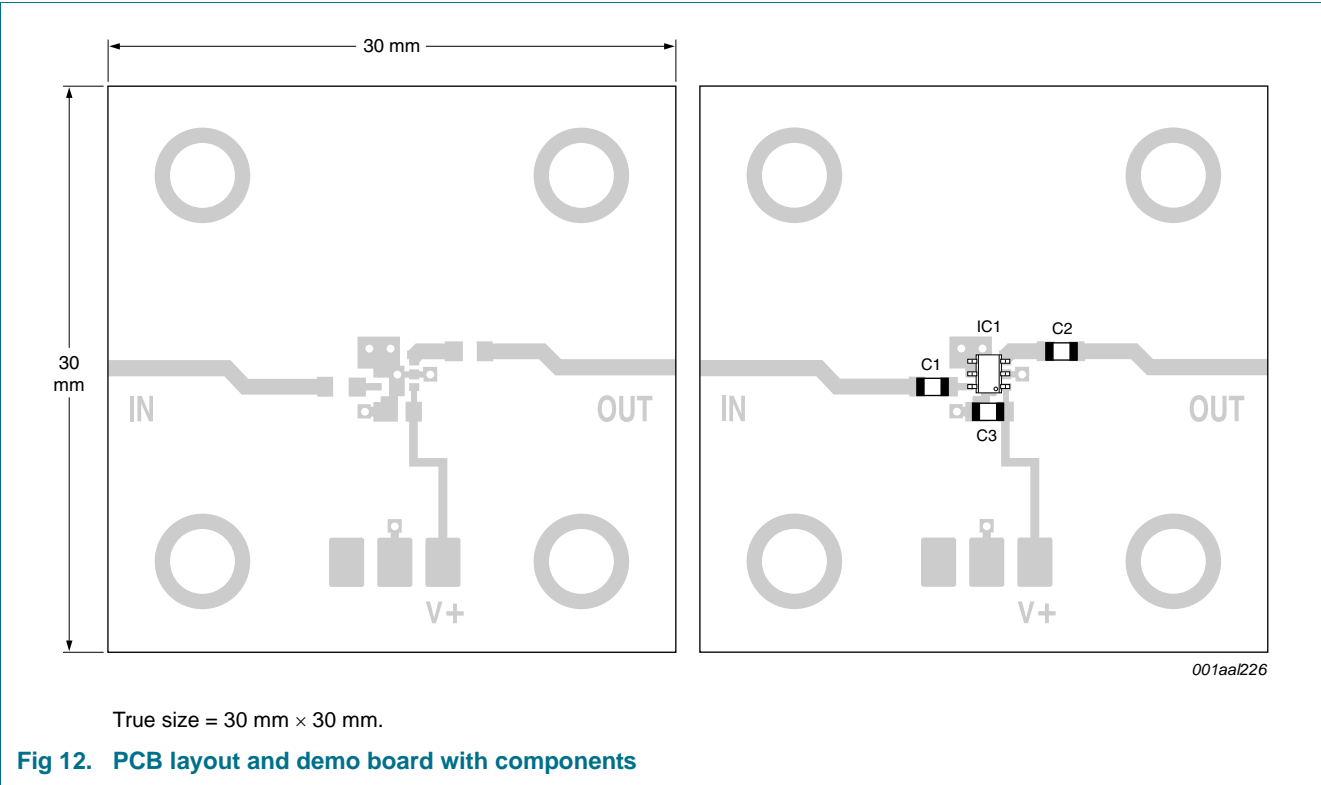 30 mm
30
mm
IN
OUT
V+
IC1
C2
C1
C3
IN
OUT
V+
001aal226
True size = 30 mm × 30 mm.
Fig 12. PCB layout and demo board with components